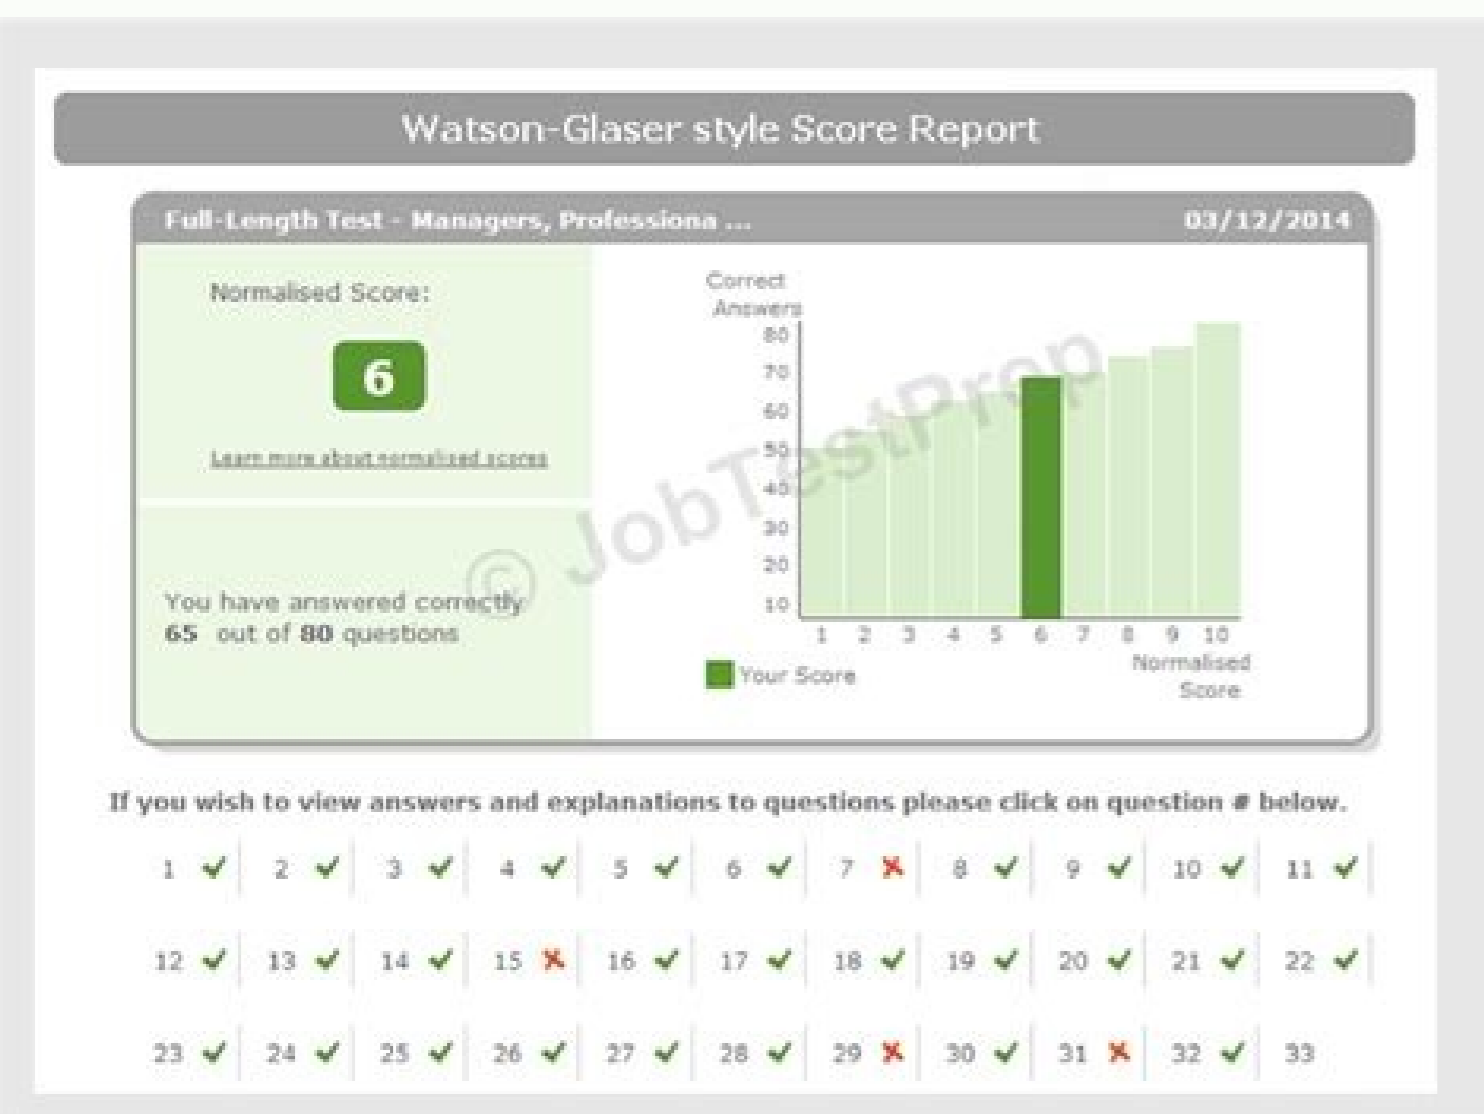 Watson-Glaser style Score Report
Full-Length Test - Managers, Professiona ... 03/12/2014
Normalised Score:
6
Learn more about normalised scores
You have answered correctly
65 out of 80 questions
Correct
Answers
80
70
60
50
40
30
20
10
1 2 3 4 5 6 7 8 9 10
Normalised
Score
Your Score
© JobTestPrep
If you wish to view answers and explanations to questions please click on question # below.
1 2 3 4 5 6 7 8 9 10 11
12 13 14 15 16 17 18 19 20 21 22
23 24 25 26 27 28 29 30 31 32 33